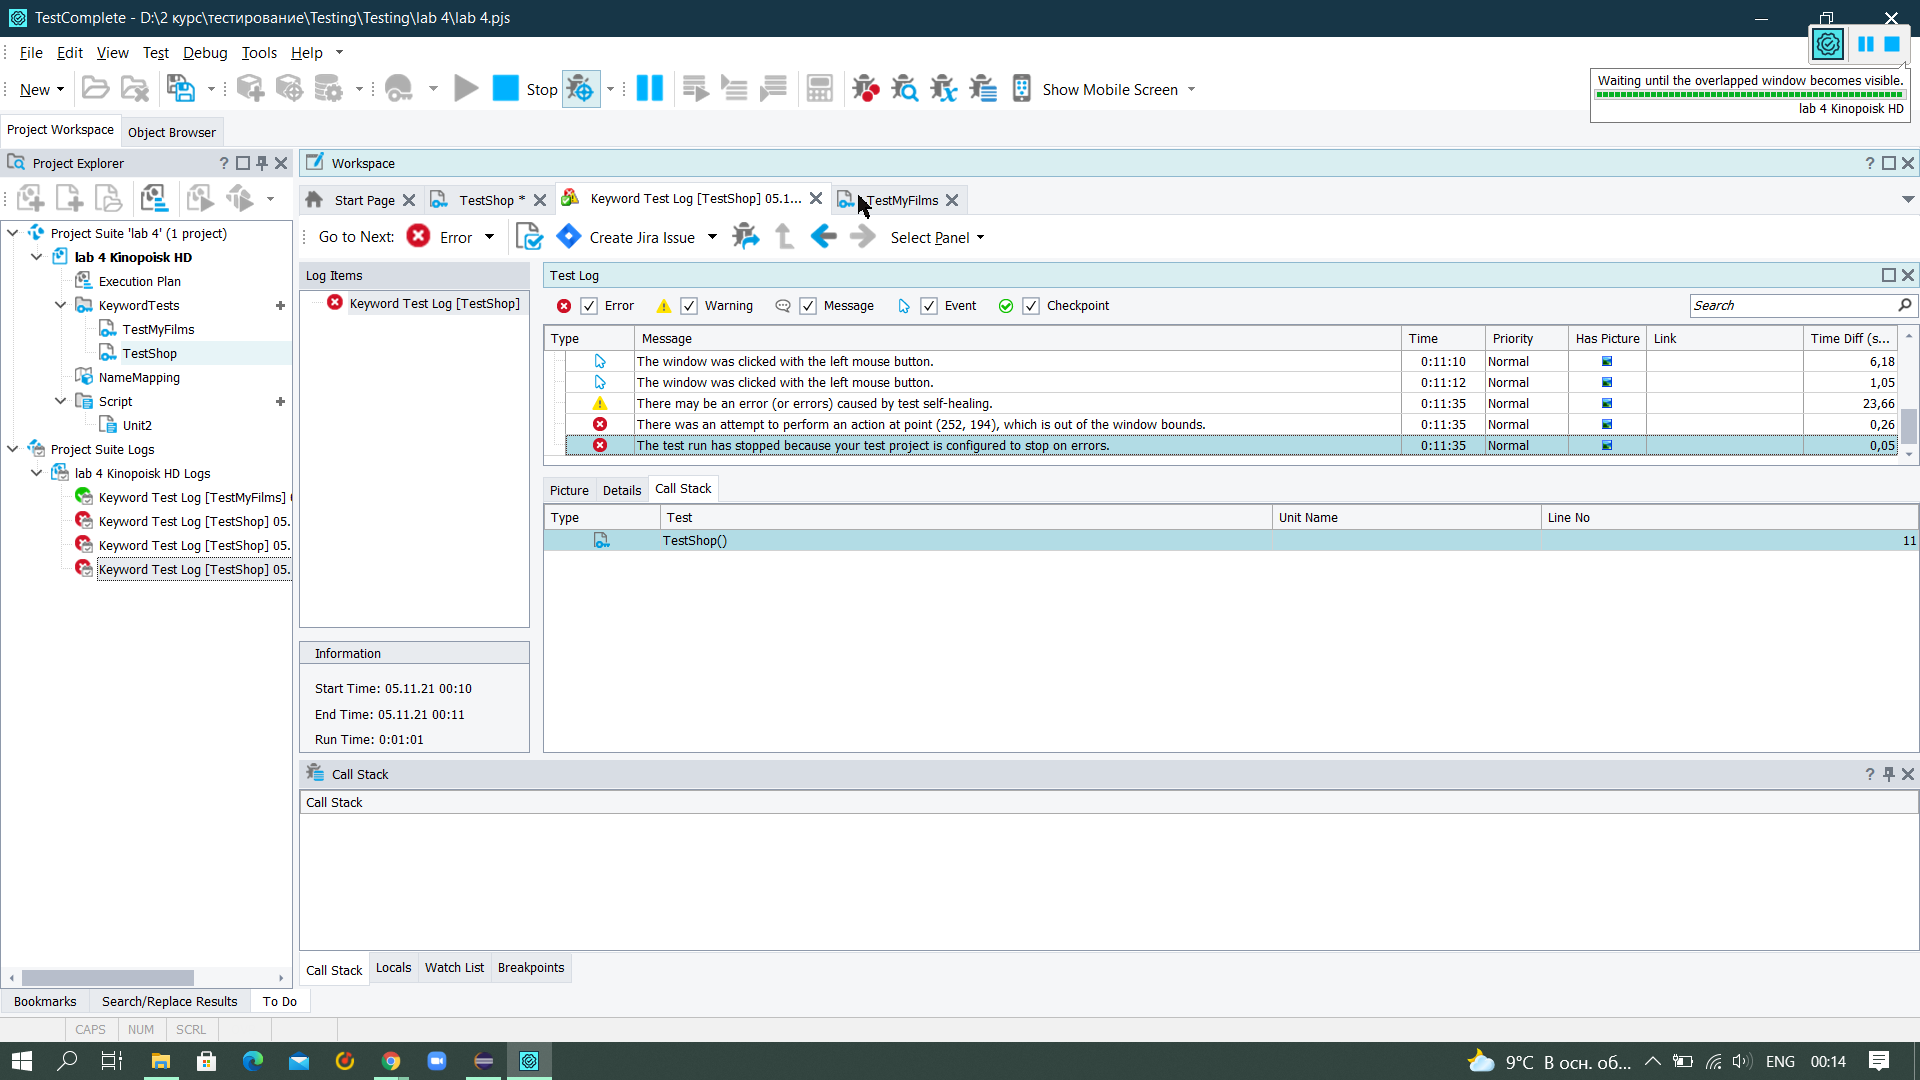 TestComplete - D:\2 курс\тестирование\Testing\Testing\lab 4\lab 4.pjs
File Edit View Test Debug Tools Help
New
Stop
Show Mobile Screen
Waiting until the overlapped window becomes visible.
lab 4 Kinopoisk HD
Project Workspace
Object Browser
Project Explorer
Workspace
Start Page
TestShop *
Keyword Test Log [TestShop] 05.1...
TestMyFilms
Go to Next:
Error
Create Jira Issue
Select Panel
Project Suite 'lab 4' (1 project)
lab 4 Kinopoisk HD
Execution Plan
KeywordTests
TestMyFilms
TestShop
NameMapping
Script
Unit2
Project Suite Logs
lab 4 Kinopoisk HD Logs
Keyword Test Log [TestMyFilms]
Keyword Test Log [TestShop] 05.
Keyword Test Log [TestShop] 05.
Keyword Test Log [TestShop] 05.
Log Items
Keyword Test Log [TestShop]
Test Log
Error Warning Message Event Checkpoint
Search
Type Message Time Priority Has Picture Link Time Diff (s...
The window was clicked with the left mouse button. 0:11:10 Normal 6,18
The window was clicked with the left mouse button. 0:11:12 Normal 1,05
There may be an error (or errors) caused by test self-healing. 0:11:35 Normal 23,66
There was an attempt to perform an action at point (252, 194), which is out of the window bounds. 0:11:35 Normal 0,26
The test run has stopped because your test project is configured to stop on errors. 0:11:35 Normal 0,05
Picture Details Call Stack
Type Test Unit Name Line No
TestShop() 11
Information
Start Time: 05.11.21 00:10
End Time: 05.11.21 00:11
Run Time: 0:01:01
Call Stack
Call Stack
Call Stack Locals Watch List Breakpoints
Bookmarks Search/Replace Results To Do
CAPS NUM SCRL
9°C В осн. об... ENG 00:14